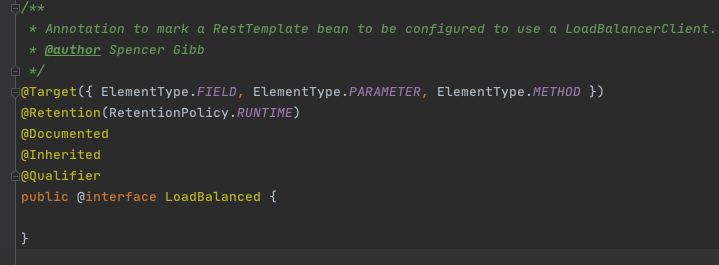 /**
 * Annotation to mark a RestTemplate bean to be configured to use a LoadBalancerClient.
 * @author Spencer Gibb
 */
@Target({ ElementType.FIELD, ElementType.PARAMETER, ElementType.METHOD })
@Retention(RetentionPolicy.RUNTIME)
@Documented
@Inherited
@Qualifier
public @interface LoadBalanced {
}